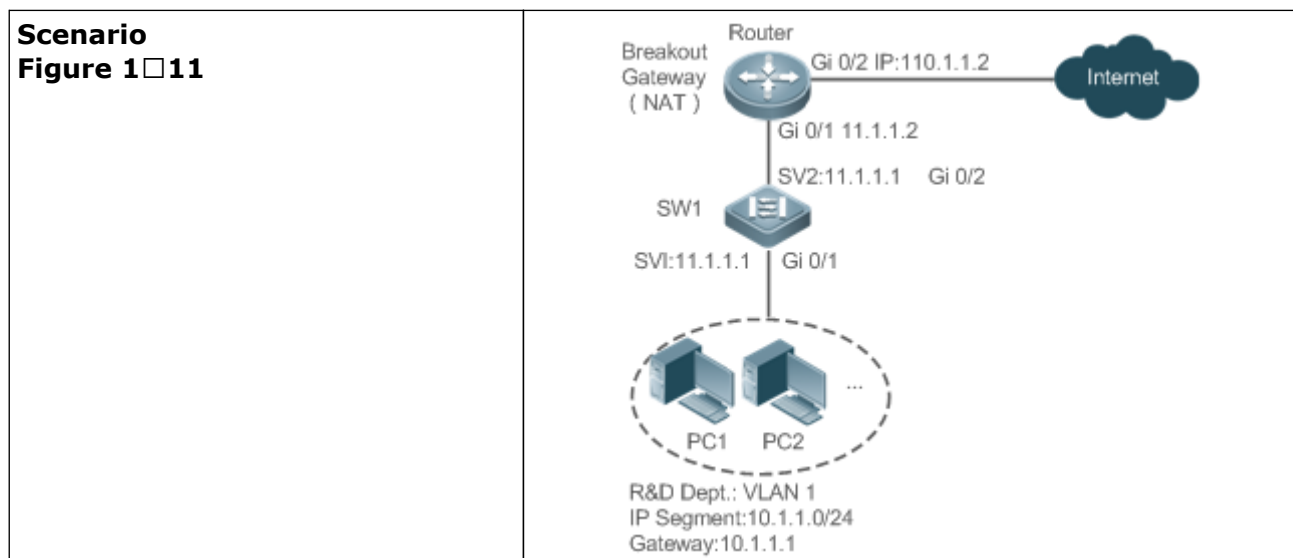 Scenario
Figure 1□11
Router
Breakout
Gateway
( NAT )
Gi 0/2 IP:110.1.1.2
Internet
Gi 0/1 11.1.1.2
SV2:11.1.1.1 Gi 0/2
SW1
SVI:11.1.1.1 Gi 0/1
...
PC1 PC2
R&D Dept.: VLAN 1
IP Segment:10.1.1.0/24
Gateway:10.1.1.1